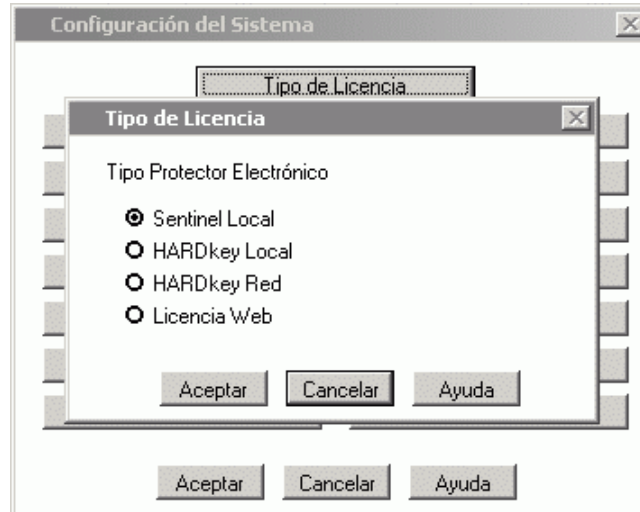 Configuración del Sistema
Tipo de Licencia
Tipo de Licencia
Tipo Protector Electrónico
Sentinel Local
HARDkey Local
HARDkey Red
Licencia Web
Aceptar Cancelar Ayuda
Aceptar Cancelar Ayuda